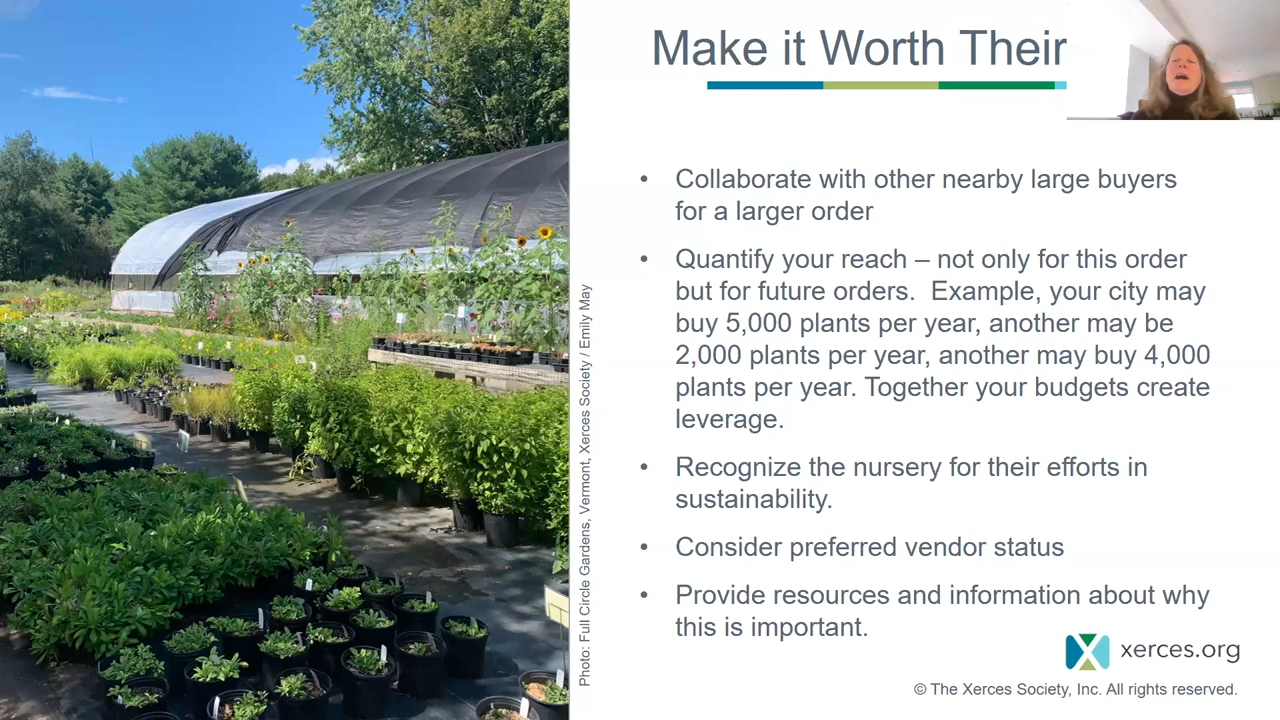 Make it Worth Their
• Collaborate with other nearby large buyers
for a larger order
• Quantify your reach – not only for this order
but for future orders.  Example, your city may
buy 5,000 plants per year, another may be
2,000 plants per year, another may buy 4,000
plants per year. Together your budgets create
leverage.
• Recognize the nursery for their efforts in
sustainability.
• Consider preferred vendor status
• Provide resources and information about why
this is important.
Photo: Full Circle Gardens, Vermont, Xerces Society / Emily May
xerces.org
© The Xerces Society, Inc. All rights reserved.